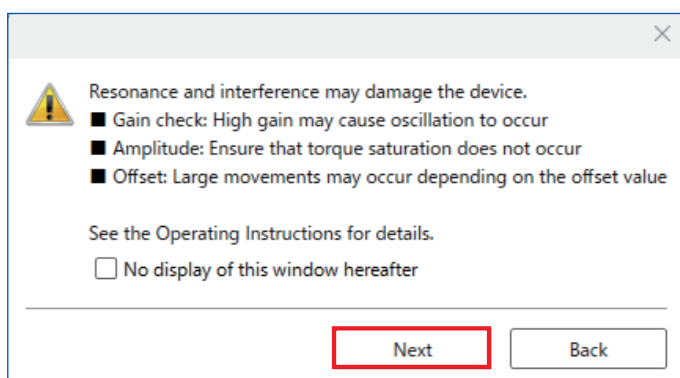 Resonance and interference may damage the device.
■ Gain check: High gain may cause oscillation to occur
■ Amplitude: Ensure that torque saturation does not occur
■ Offset: Large movements may occur depending on the offset value
See the Operating Instructions for details.
No display of this window hereafter
Next
Back